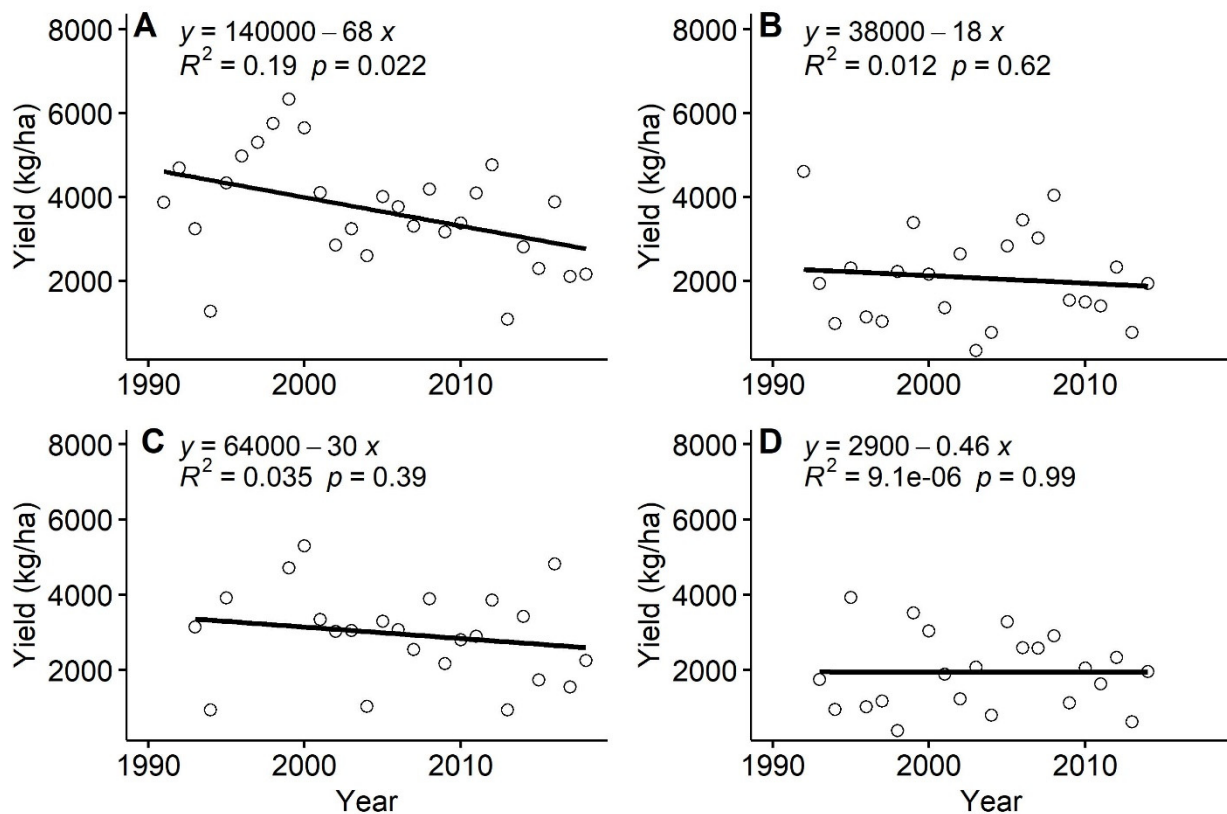 A
y = 140000 – 68 x
R² = 0.19 p = 0.022
Yield (kg/ha)
8000
6000
4000
2000
1990
2000
2010
B
y = 38000 – 18 x
R² = 0.012 p = 0.62
Yield (kg/ha)
8000
6000
4000
2000
1990
2000
2010
C
y = 64000 – 30 x
R² = 0.035 p = 0.39
Yield (kg/ha)
8000
6000
4000
2000
1990
2000
2010
Year
D
y = 2900 – 0.46 x
R² = 9.1e-06 p = 0.99
Yield (kg/ha)
8000
6000
4000
2000
1990
2000
2010
Year